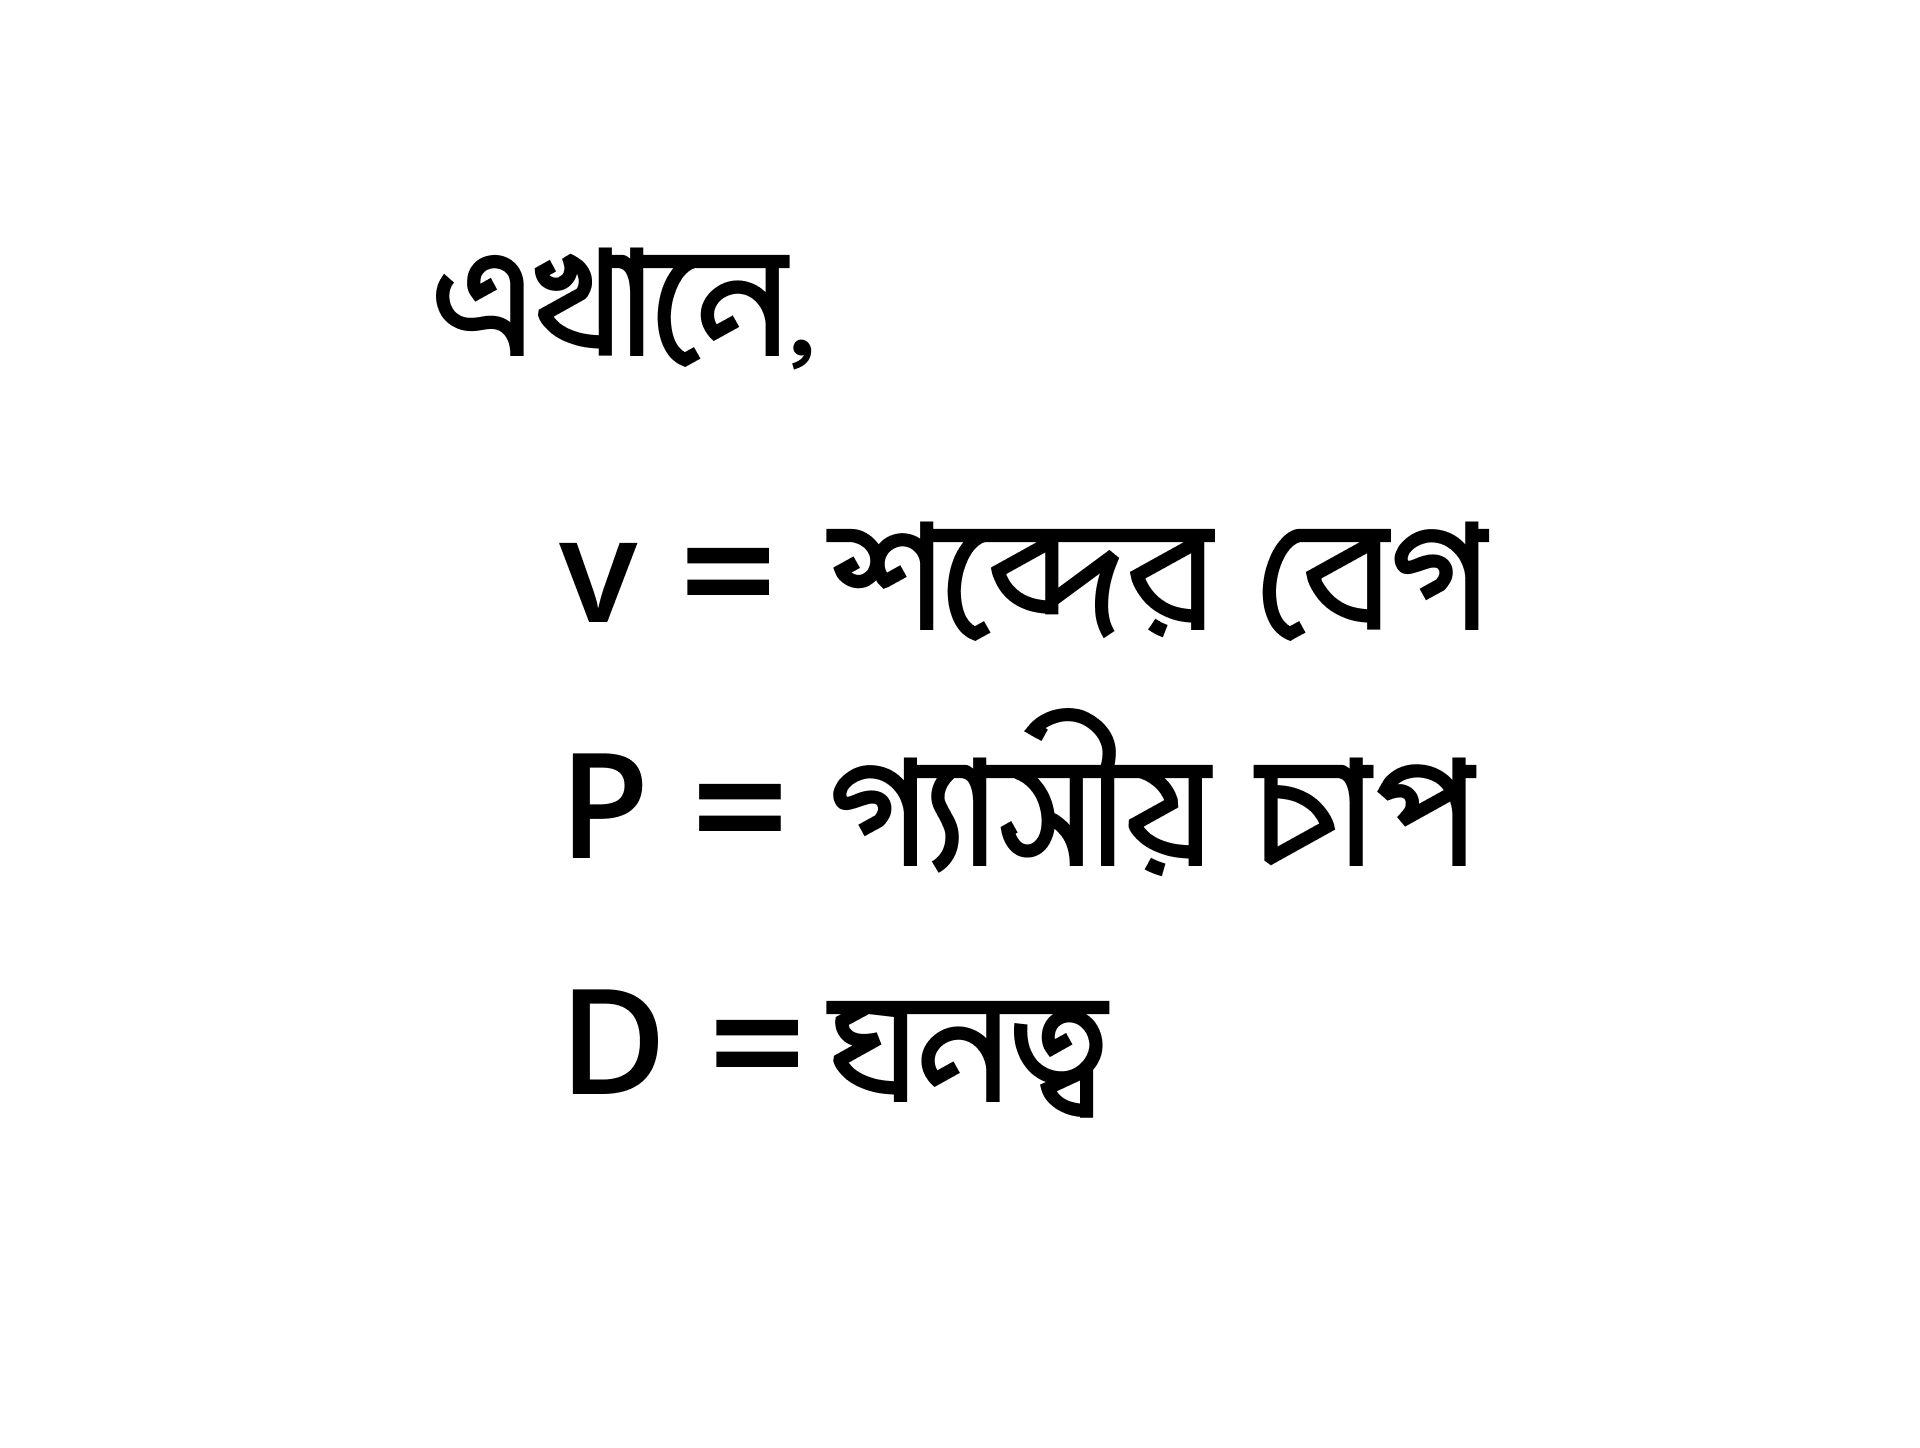 এখানে,
v = শব্দের বেগ
P = গ্যাসীয় চাপ
D = ঘনত্ব